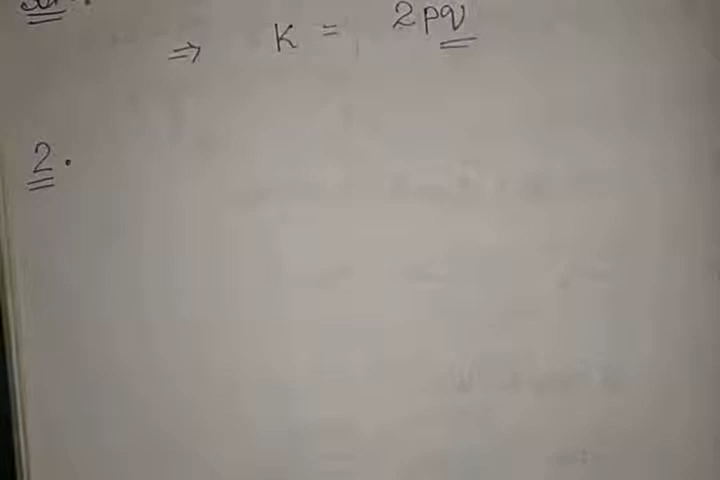 ⇒ K = 2pq
2.